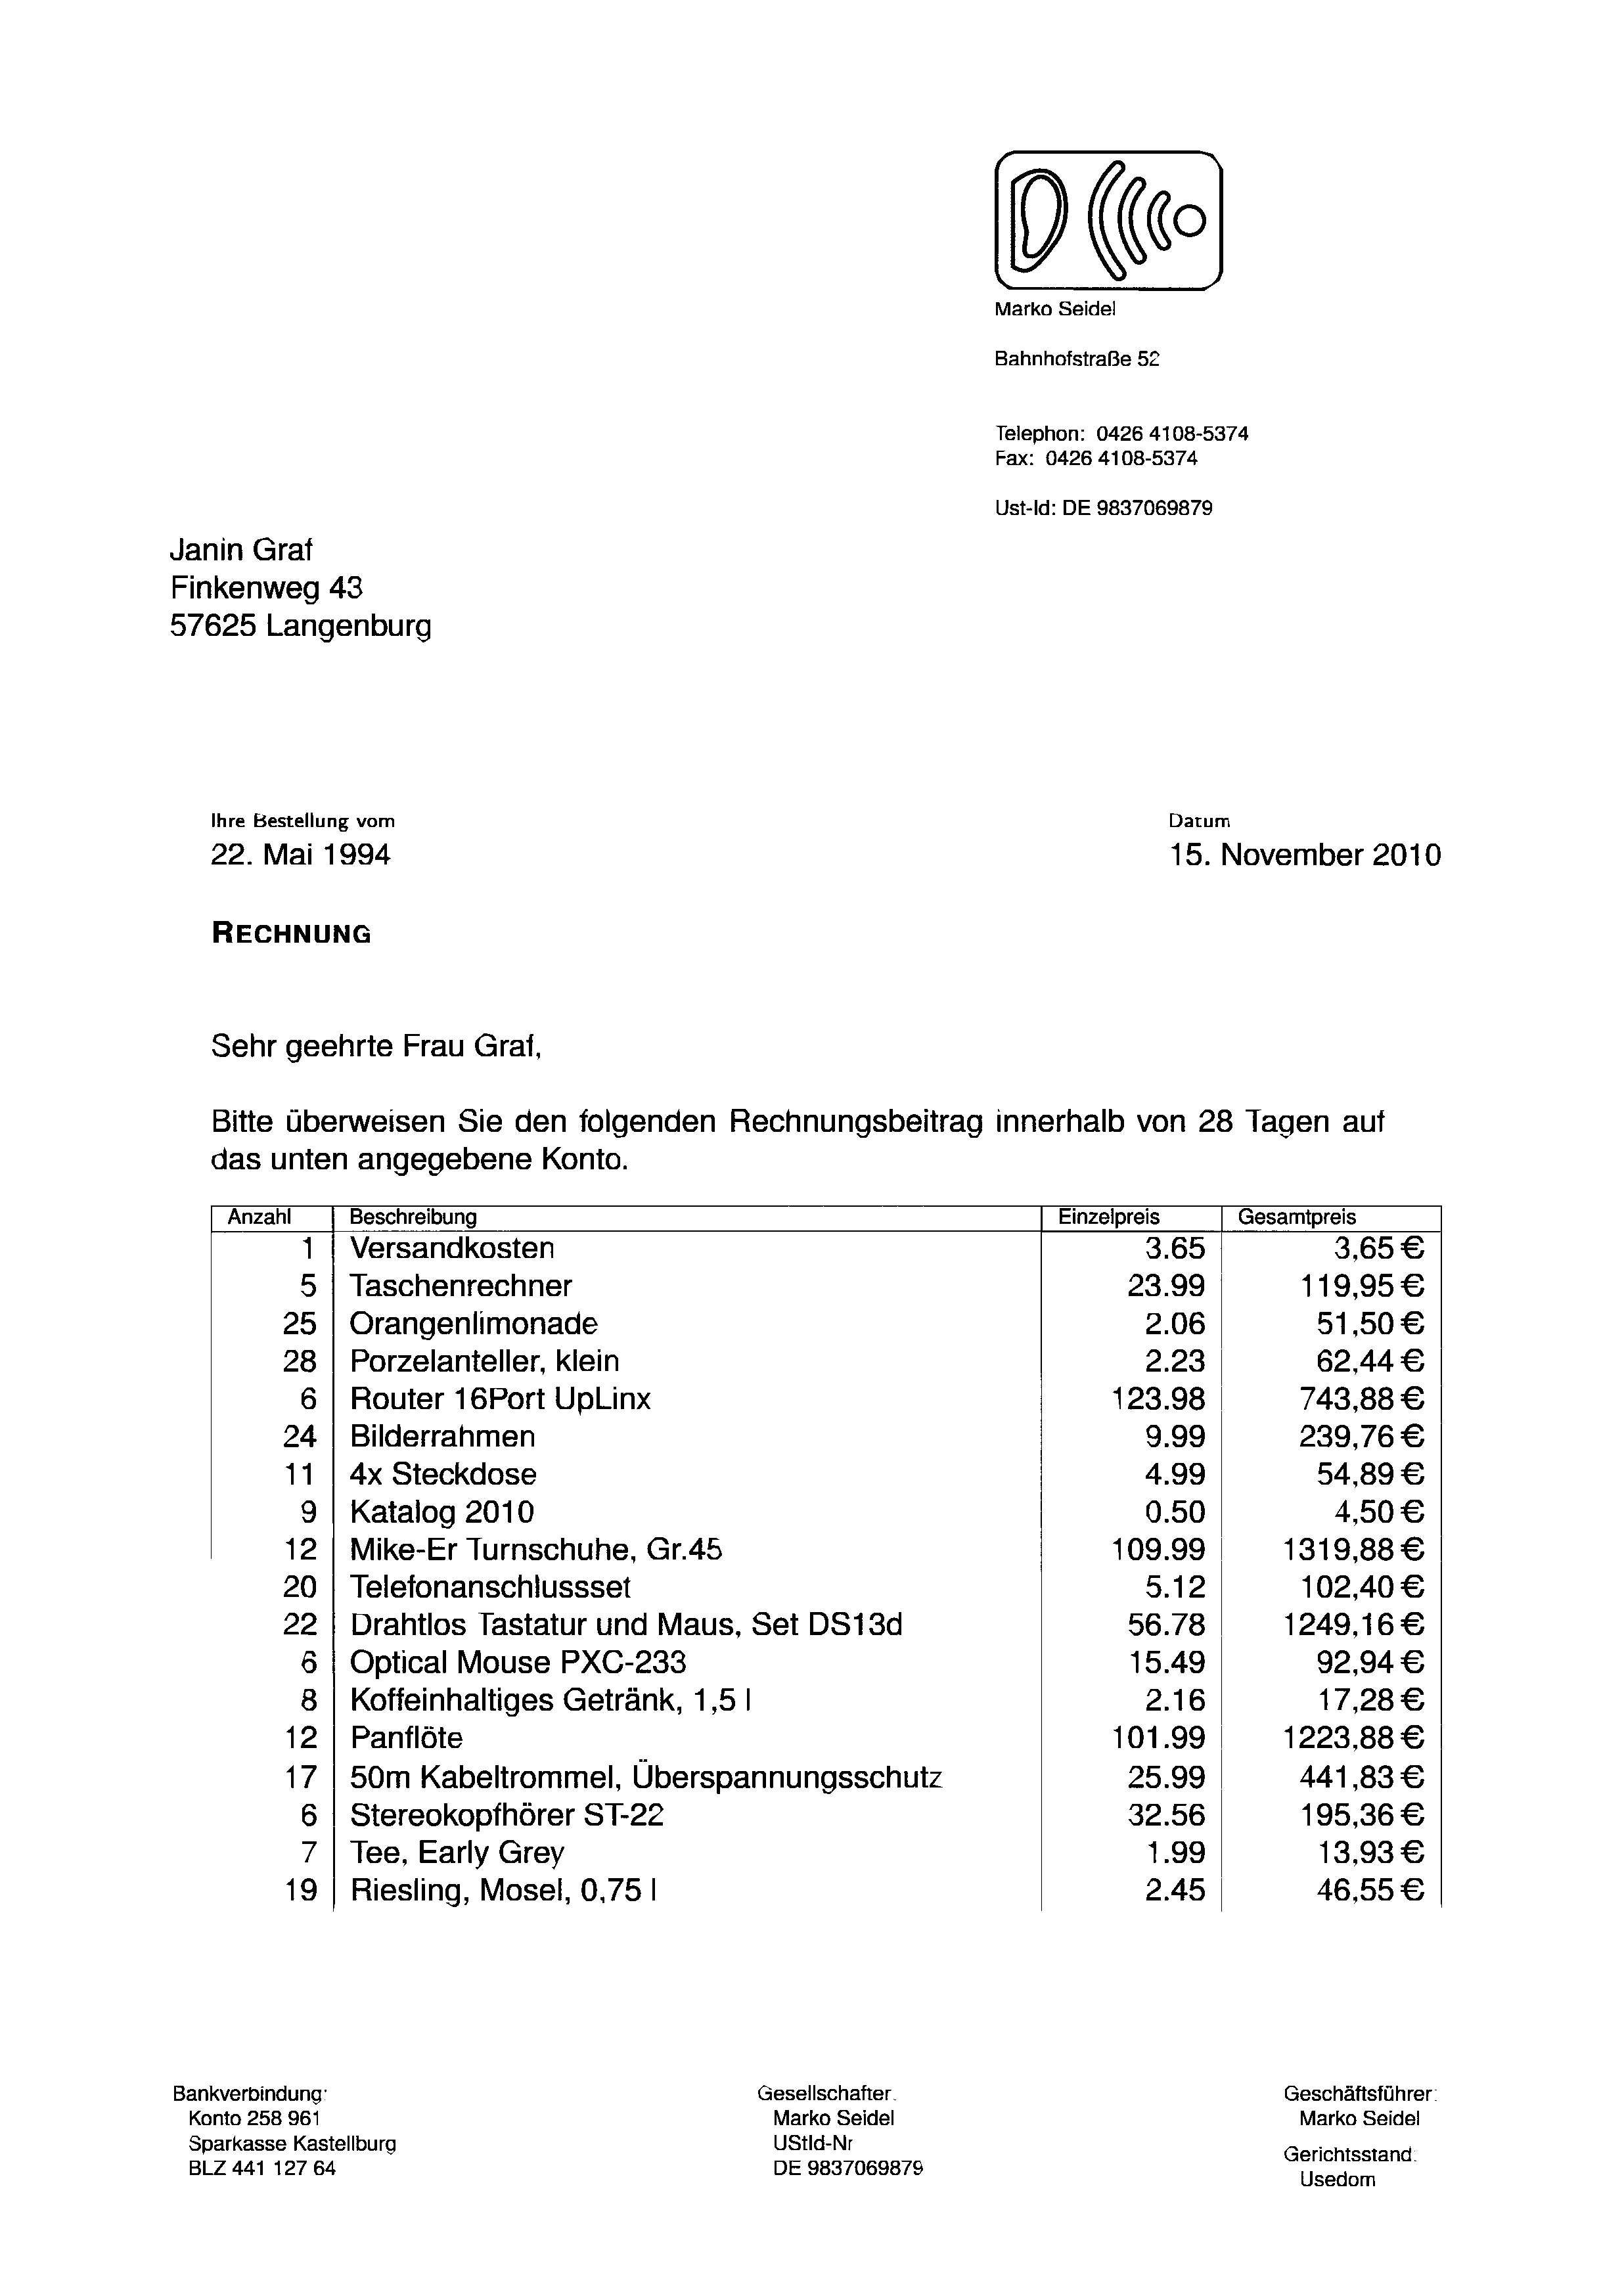 Marko Seidel
Bahnhofstraße 52
Telephon: 0426 4108-5374
Fax: 0426 4108-5374
Ust-Id: DE 9837069879
Janin Graf
Finkenweg 43
57625 Langenburg
Ihre Bestellung vom Datum
22. Mai 1994 15. November 2010
RECHNUNG
Sehr geehrte Frau Graf,
Bitte überweisen Sie den folgenden Rechnungsbeitrag innerhalb von 28 Tagen auf
das unten angegebene Konto.
Anzahl Beschreibung Einzelpreis Gesamtpreis
1 Versandkosten 3.65 3,65 €
5 Taschenrechner 23.99 119,95 €
25 Orangenlimonade 2.06 51,50 €
28 Porzelanteller, klein 2.23 62,44 €
6 Router 16Port UpLinx 123.98 743,88 €
24 Bilderrahmen 9.99 239,76 €
11 4x Steckdose 4.99 54,89 €
9 Katalog 2010 0.50 4,50 €
12 Mike-Er Turnschuhe, Gr.45 109.99 1319,88 €
20 Telefonanschlussset 5.12 102,40 €
22 Drahtlos Tastatur und Maus, Set DS13d 56.78 1249,16 €
6 Optical Mouse PXC-233 15.49 92,94 €
8 Koffeinhaltiges Getränk, 1,5 l 2.16 17,28 €
12 Panflöte 101.99 1223,88 €
17 50m Kabeltrommel, Überspannungsschutz 25.99 441,83 €
6 Stereokopfhörer ST-22 32.56 195,36 €
7 Tee, Early Grey 1.99 13,93 €
19 Riesling, Mosel, 0,75 l 2.45 46,55 €
Bankverbindung: Gesellschafter: Geschäftsführer:
Konto 258 961 Marko Seidel Marko Seidel
Sparkasse Kastellburg UStId-Nr Gerichtsstand:
BLZ 441 127 64 DE 9837069879 Usedom